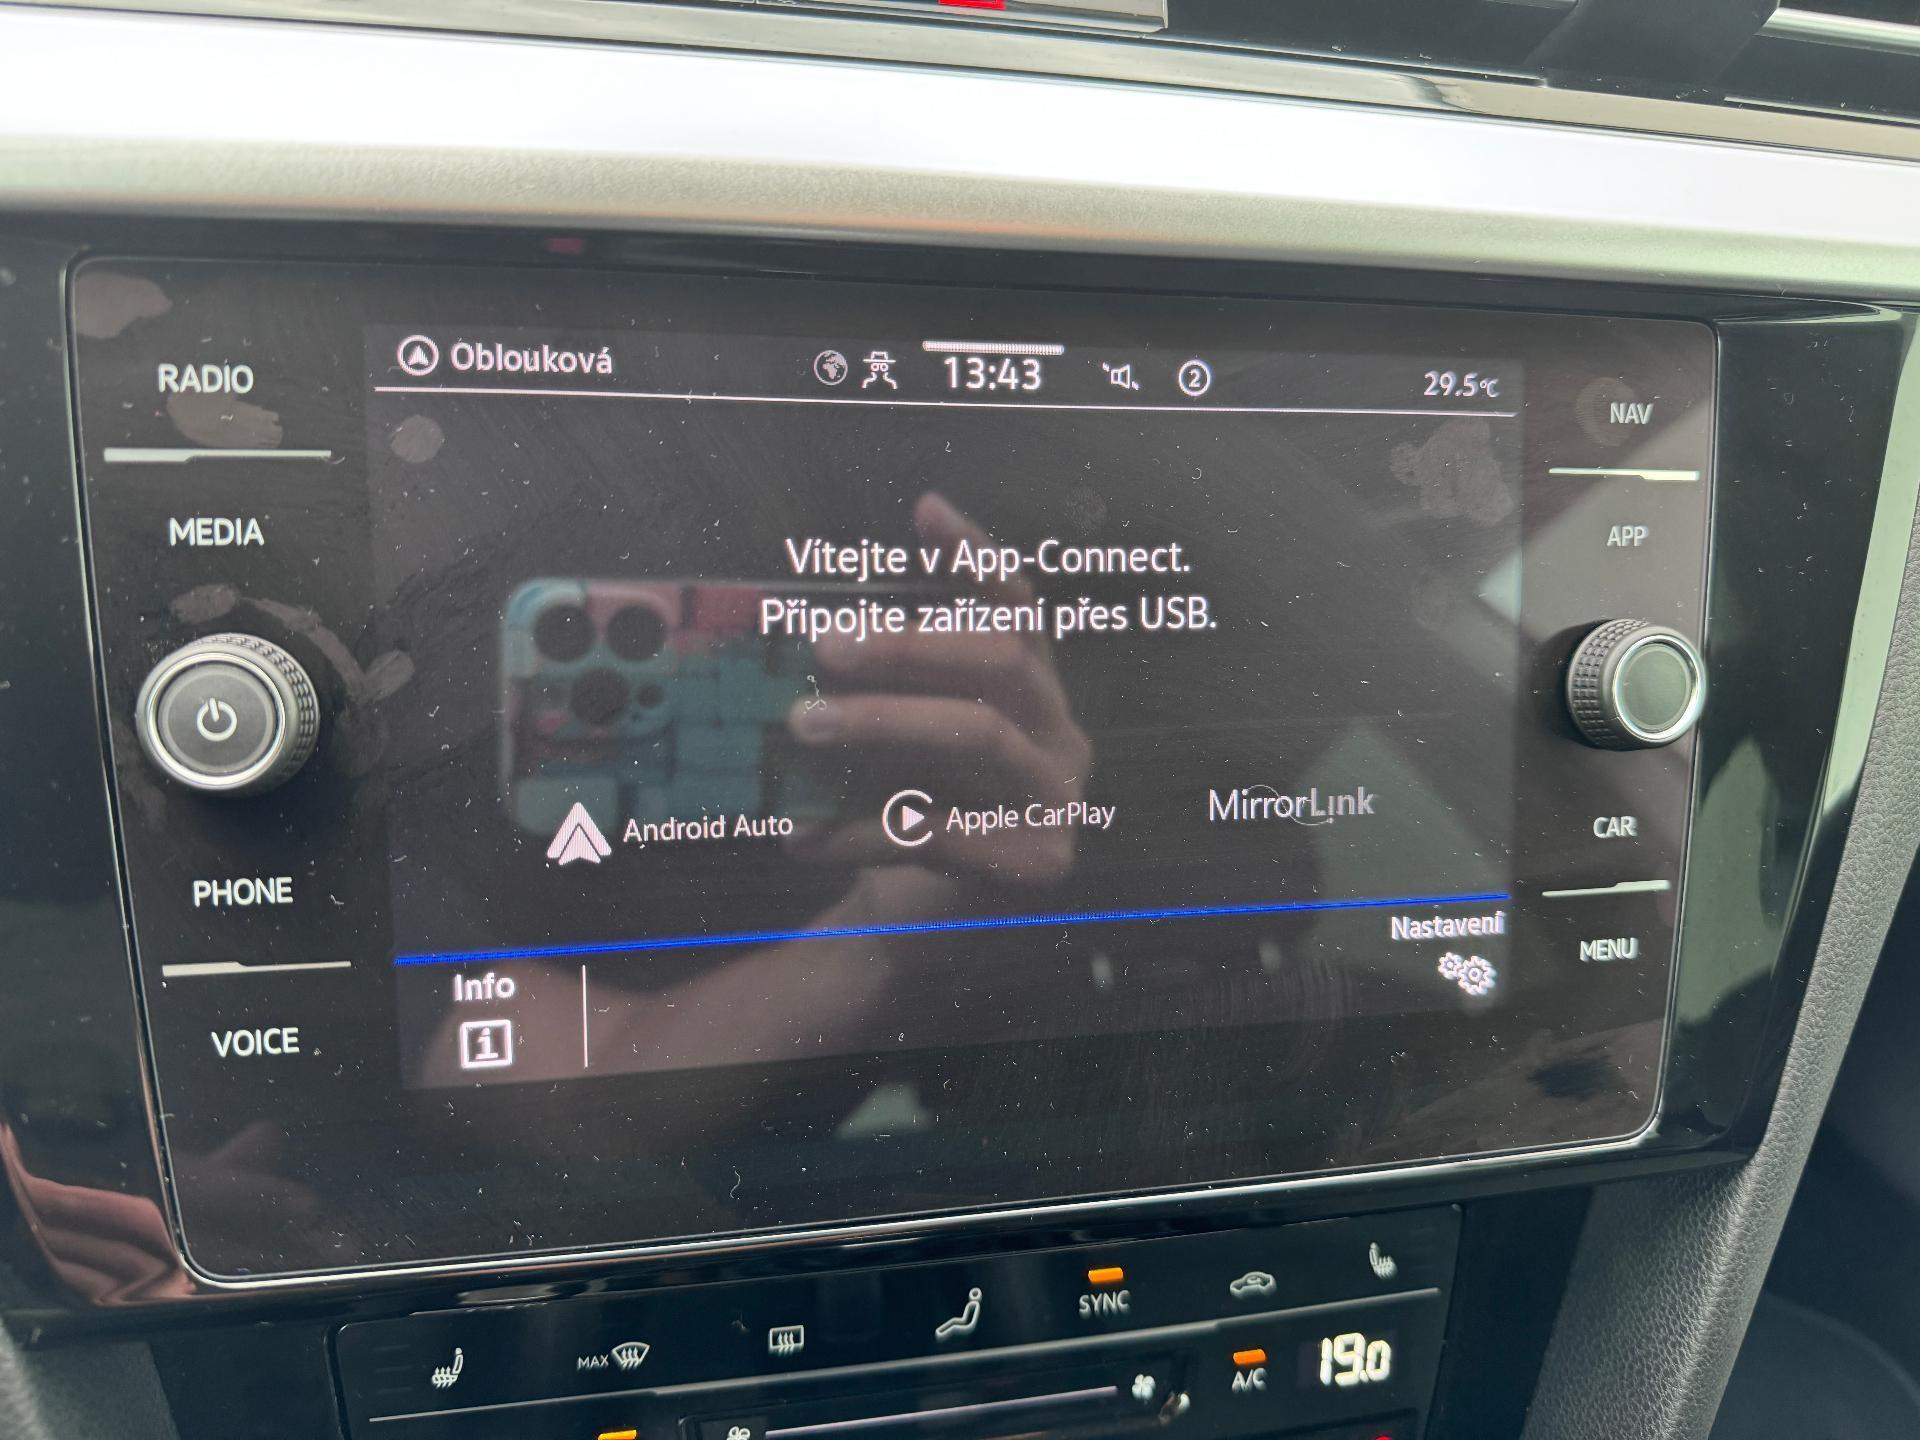 Oblouková
13:43
2
29.5°C
RADIO
MEDIA
PHONE
VOICE
NAV
APP
CAR
MENU
Vítejte v App-Connect.
Připojte zařízení přes USB.
Android Auto
Apple CarPlay
MirrorLink
Nastavení
Info
i
MAX
SYNC
A/C
19.0